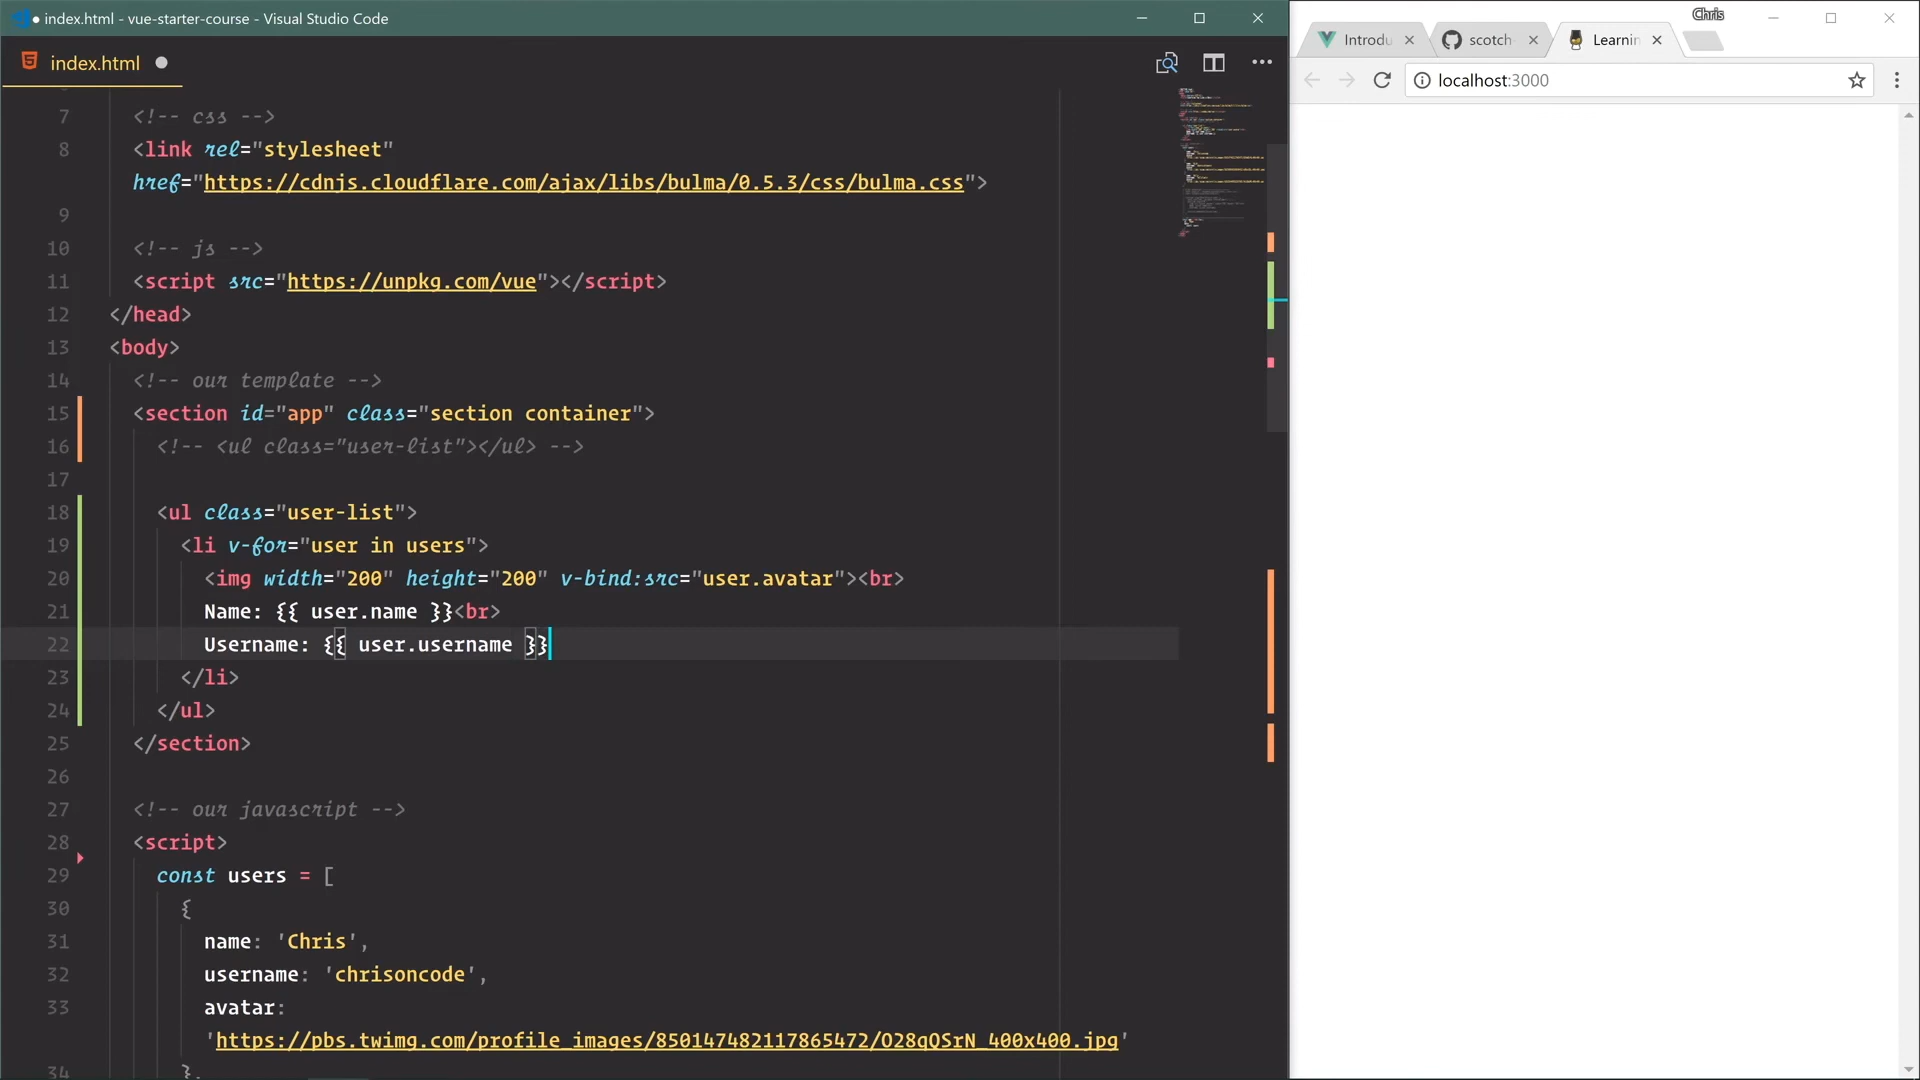 index.html - vue-starter-course - Visual Studio Code
index.html
7 <!-- css -->
8 <link rel="stylesheet"
href="https://cdnjs.cloudflare.com/ajax/libs/bulma/0.5.3/css/bulma.css">
9
10 <!-- js -->
11 <script src="https://unpkg.com/vue"></script>
12 </head>
13 <body>
14 <!-- our template -->
15 <section id="app" class="section container">
16 <!-- <ul class="user-list"></ul> -->
17
18 <ul class="user-list">
19 <li v-for="user in users">
20 <img width="200" height="200" v-bind:src="user.avatar"><br>
21 Name: {{ user.name }}<br>
22 Username: {{ user.username }}
23 </li>
24 </ul>
25 </section>
26
27 <!-- our javascript -->
28 <script>
29 const users = [
30 {
31 name: 'Chris',
32 username: 'chrisoncode',
33 avatar:
'https://pbs.twimg.com/profile_images/850147482117865472/O28qQSrN_400x400.jpg'
34 },
Chris
Introdu
scotch-
Learnin
localhost:3000